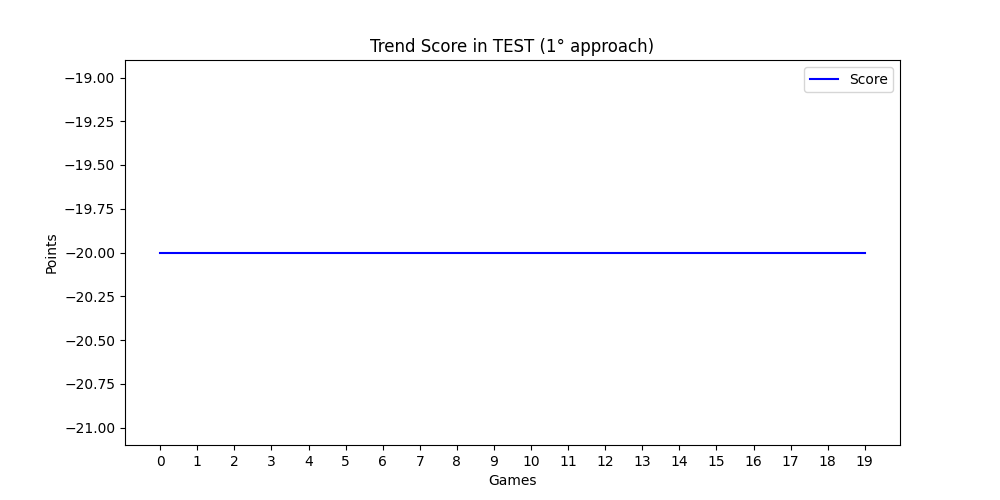 Trend Score in TEST (1° approach)
Score
−19.00
−19.25
−19.50
−19.75
−20.00
−20.25
−20.50
−20.75
−21.00
Points
0 1 2 3 4 5 6 7 8 9 10 11 12 13 14 15 16 17 18 19
Games